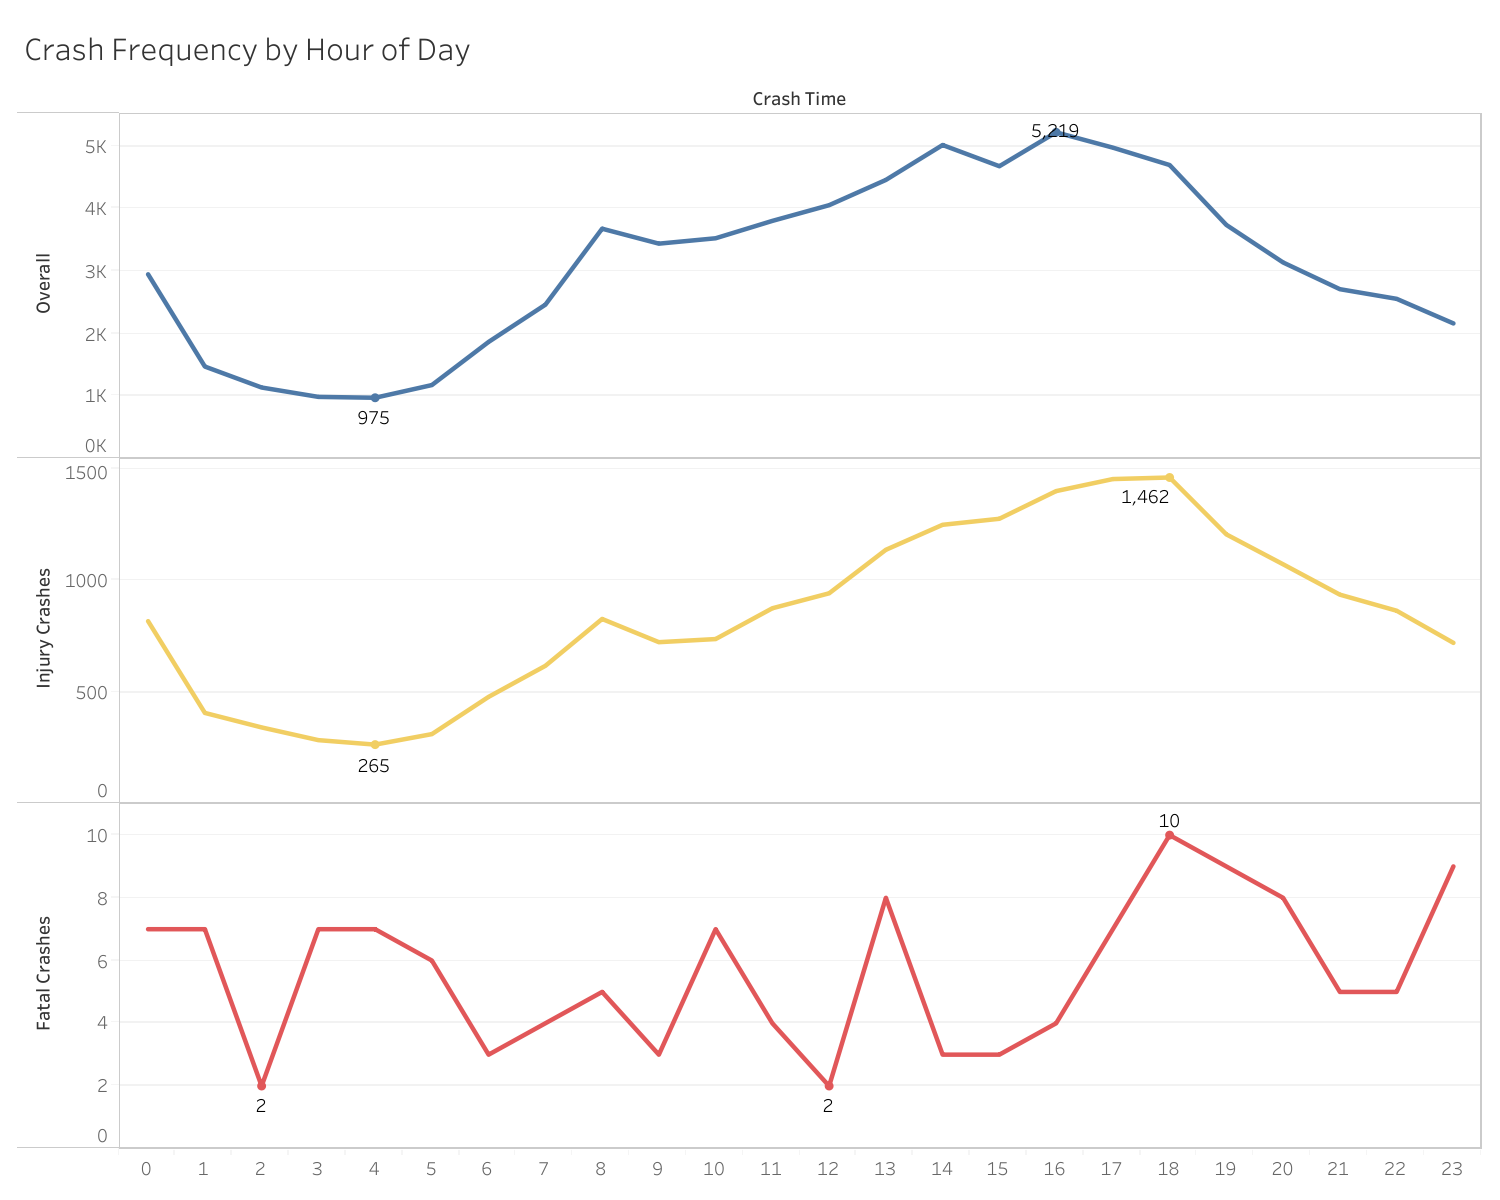 Crash Frequency by Hour of Day
Crash Time
Overall
5K
4K
3K
2K
1K
0K
5,219
975
Injury Crashes
1500
1000
500
0
1,462
265
Fatal Crashes
10
8
6
4
2
0
10
2
2
0 1 2 3 4 5 6 7 8 9 10 11 12 13 14 15 16 17 18 19 20 21 22 23